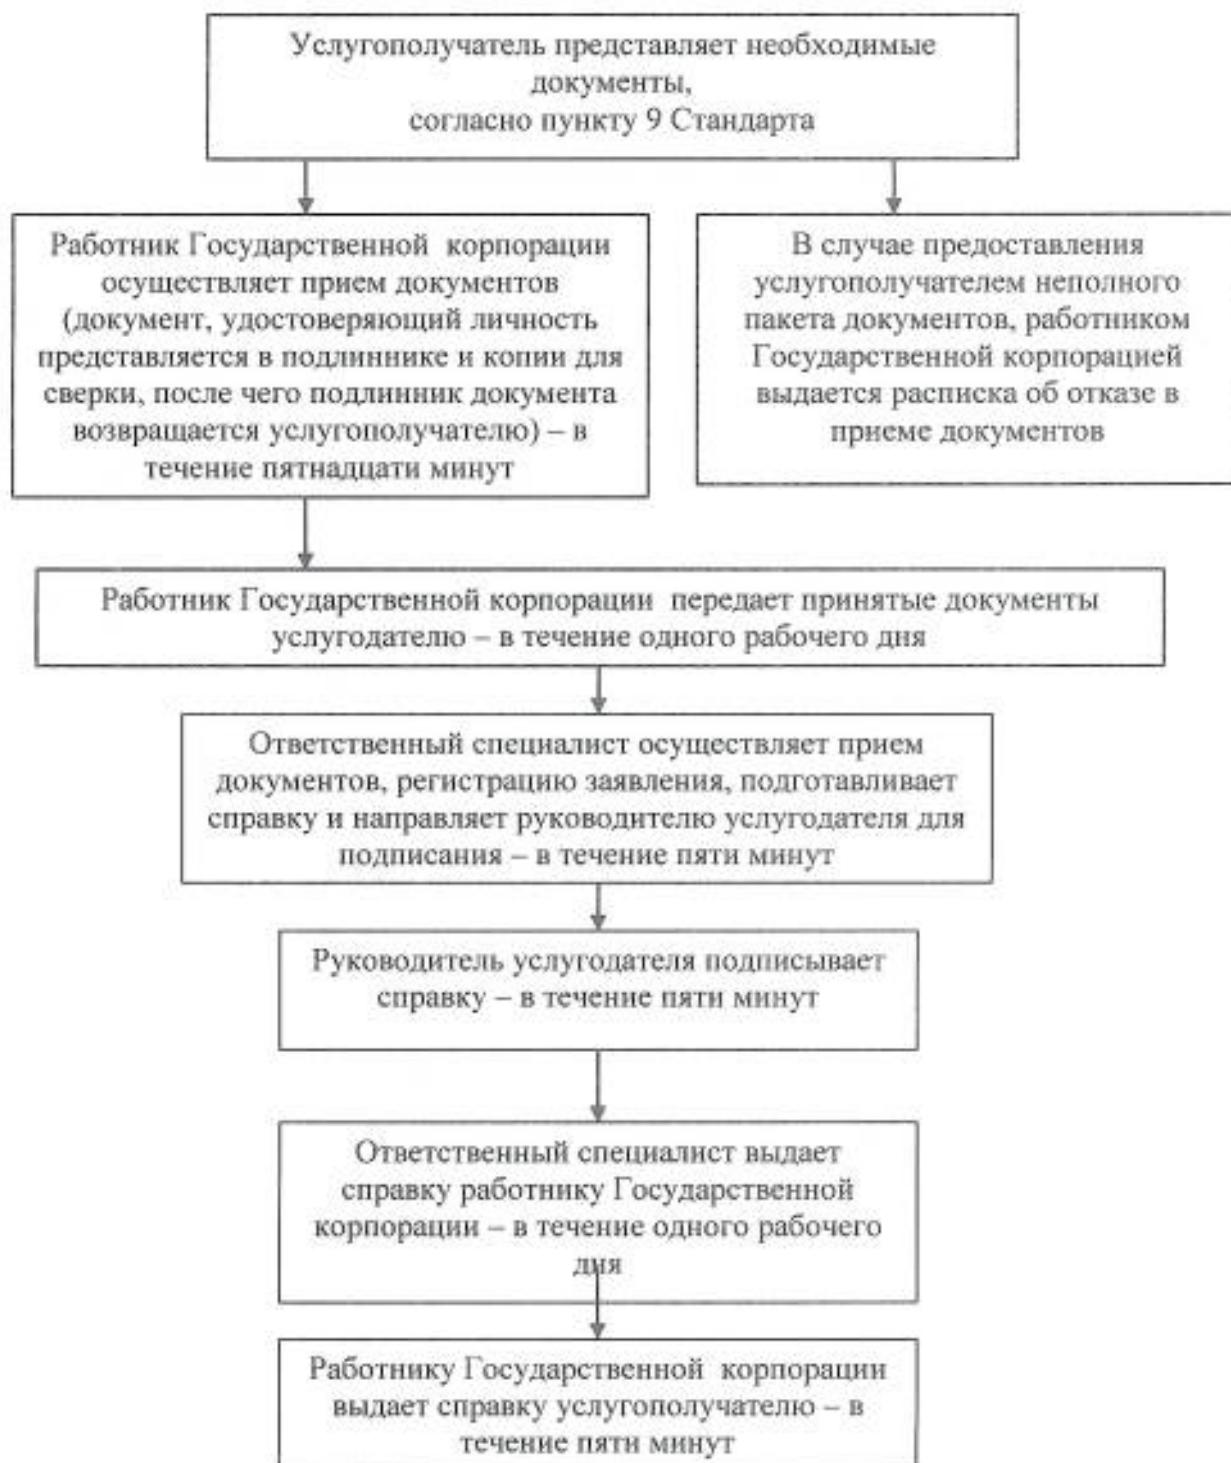 Услугополучатель представляет необходимые
документы,
согласно пункту 9 Стандарта
Работник Государственной корпорации
осуществляет прием документов
(документ, удостоверяющий личность
представляется в подлиннике и копии для
сверки, после чего подлинник документа
возвращается услугополучателю) – в
течение пятнадцати минут
В случае предоставления
услугополучателем неполного
пакета документов, работником
Государственной корпорацией
выдается расписка об отказе в
приеме документов
Работник Государственной корпорации передает принятые документы
услугодателю – в течение одного рабочего дня
Ответственный специалист осуществляет прием
документов, регистрацию заявления, подготавливает
справку и направляет руководителю услугодателя для
подписания – в течение пяти минут
Руководитель услугодателя подписывает
справку – в течение пяти минут
Ответственный специалист выдает
справку работнику Государственной
корпорации – в течение одного рабочего
дня
Работнику Государственной корпорации
выдает справку услугополучателю – в
течение пяти минут